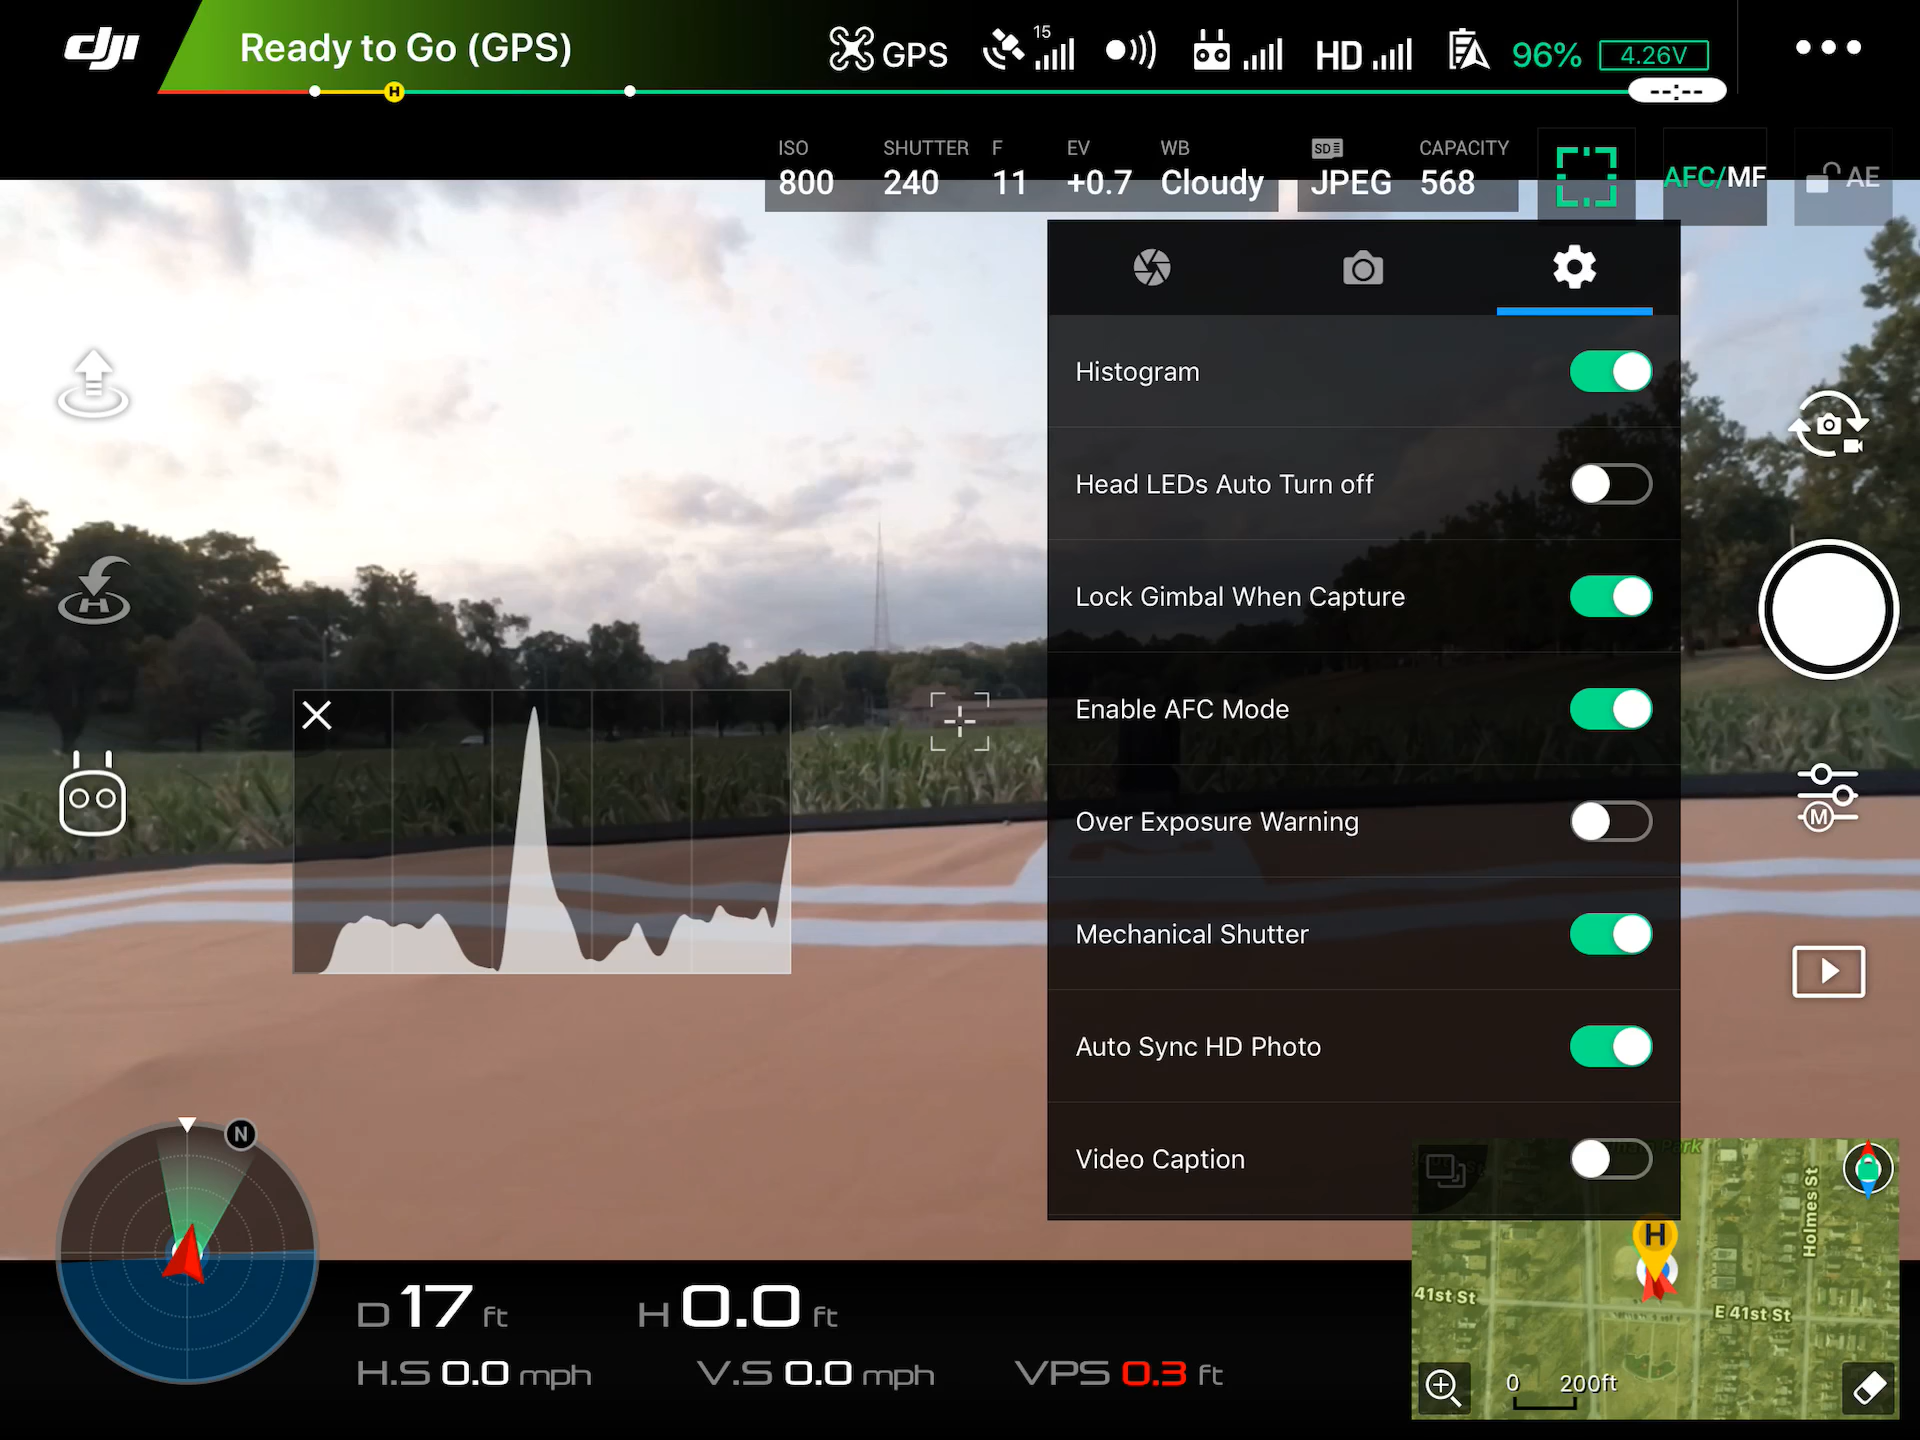 dji
Ready to Go (GPS)
GPS
15
HD
96%
4.26V
H
--:--
ISO
800
SHUTTER
240
F
11
EV
+0.7
WB
Cloudy
SD
JPEG
CAPACITY
568
AFC/MF
AE
Histogram
Head LEDs Auto Turn off
Lock Gimbal When Capture
Enable AFC Mode
Over Exposure Warning
M
Mechanical Shutter
Auto Sync HD Photo
Video Caption
H
N
D 17 ft
H 0.0 ft
H.S 0.0 mph
V.S 0.0 mph
VPS 0.3 ft
Park
Holmes St
H
41st St
E 41st St
0 200ft